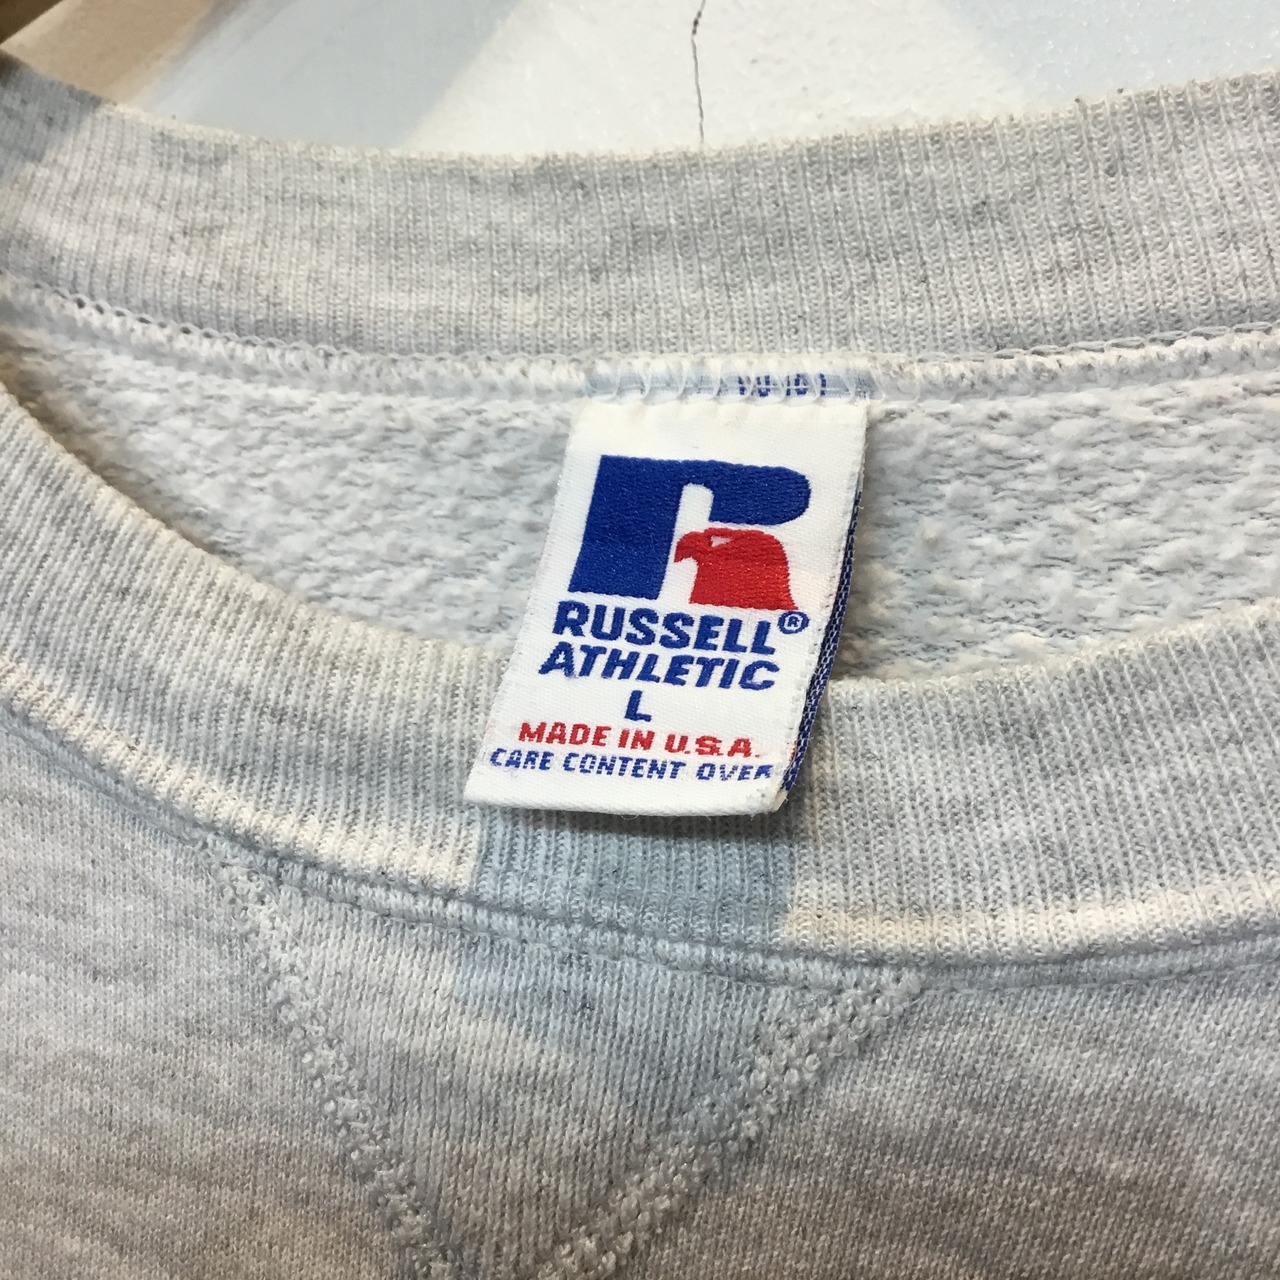 RUSSELL®
ATHLETIC
L
MADE IN U.S.A.
CARE CONTENT OVER